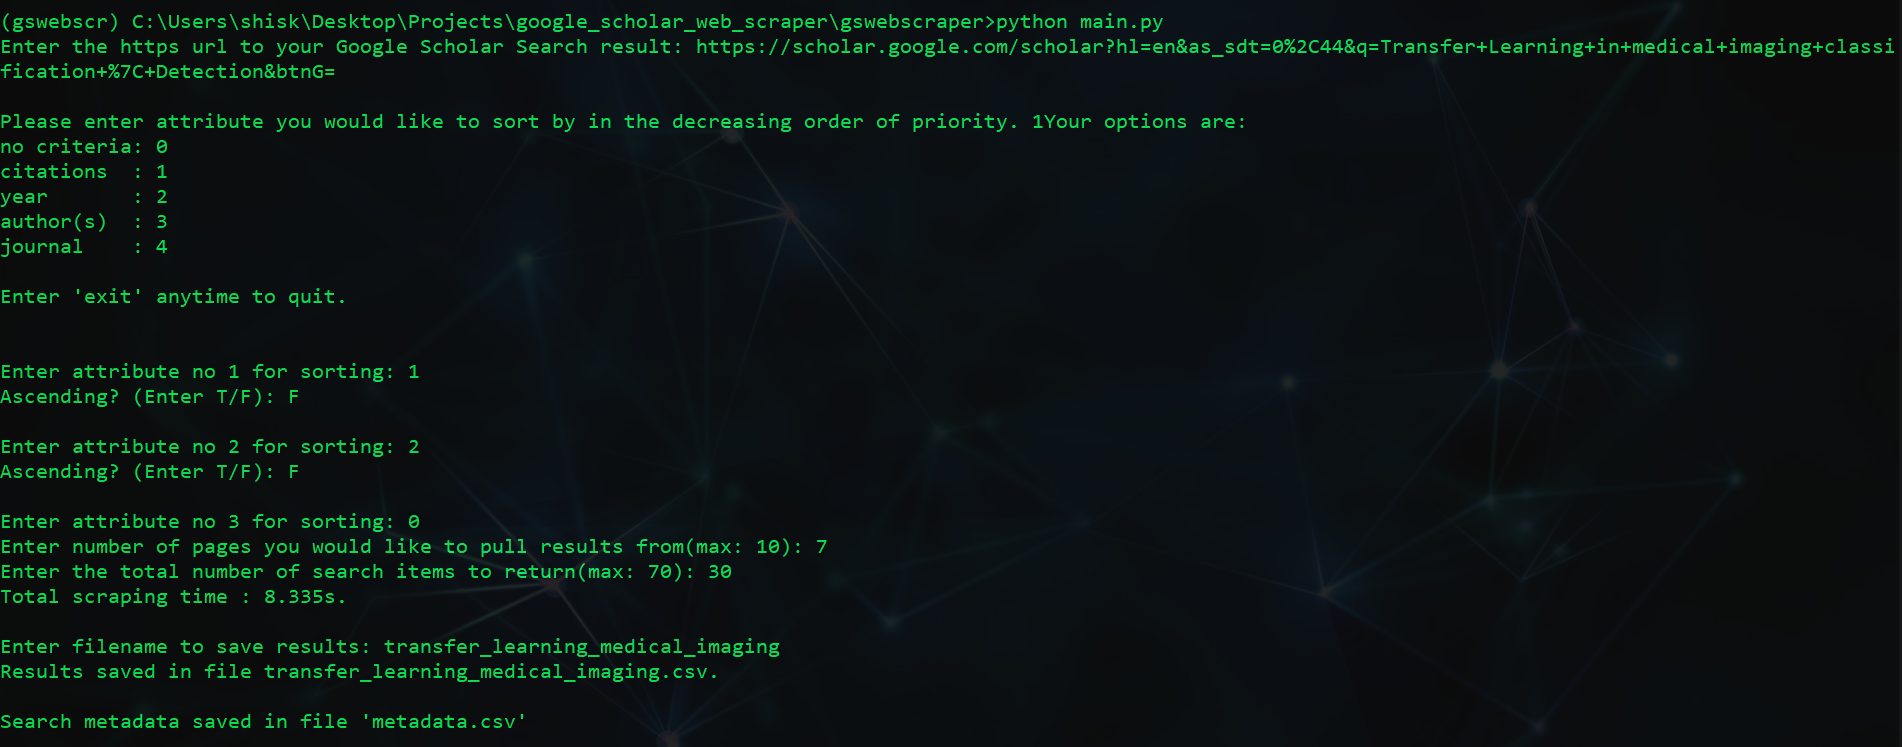 (gswebscr) C:\Users\shisk\Desktop\Projects\google_scholar_web_scraper\gswebscraper>python main.py
Enter the https url to your Google Scholar Search result: https://scholar.google.com/scholar?hl=en&as_sdt=0%2C44&q=Transfer+Learning+in+medical+imaging+classi
fication+%7C+Detection&btnG=
Please enter attribute you would like to sort by in the decreasing order of priority. 1Your options are:
no criteria: 0
citations  : 1
year       : 2
author(s)  : 3
journal    : 4
Enter 'exit' anytime to quit.
Enter attribute no 1 for sorting: 1
Ascending? (Enter T/F): F
Enter attribute no 2 for sorting: 2
Ascending? (Enter T/F): F
Enter attribute no 3 for sorting: 0
Enter number of pages you would like to pull results from(max: 10): 7
Enter the total number of search items to return(max: 70): 30
Total scraping time : 8.335s.
Enter filename to save results: transfer_learning_medical_imaging
Results saved in file transfer_learning_medical_imaging.csv.
Search metadata saved in file 'metadata.csv'